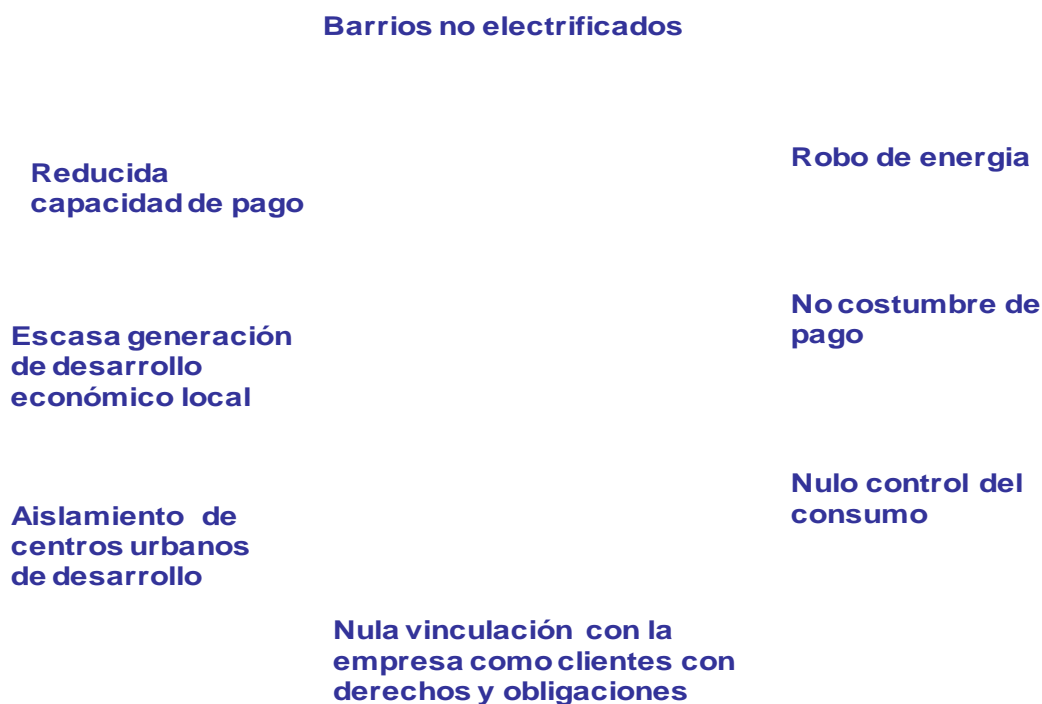 Barrios no electrificados
Robo de energia
Reducida
capacidad de pago
No costumbre de
pago
Escasa generación
de desarrollo
económico local
Nulo control del
consumo
Aislamiento de
centros urbanos
de desarrollo
Nula vinculación con la
empresa como clientes con
derechos y obligaciones